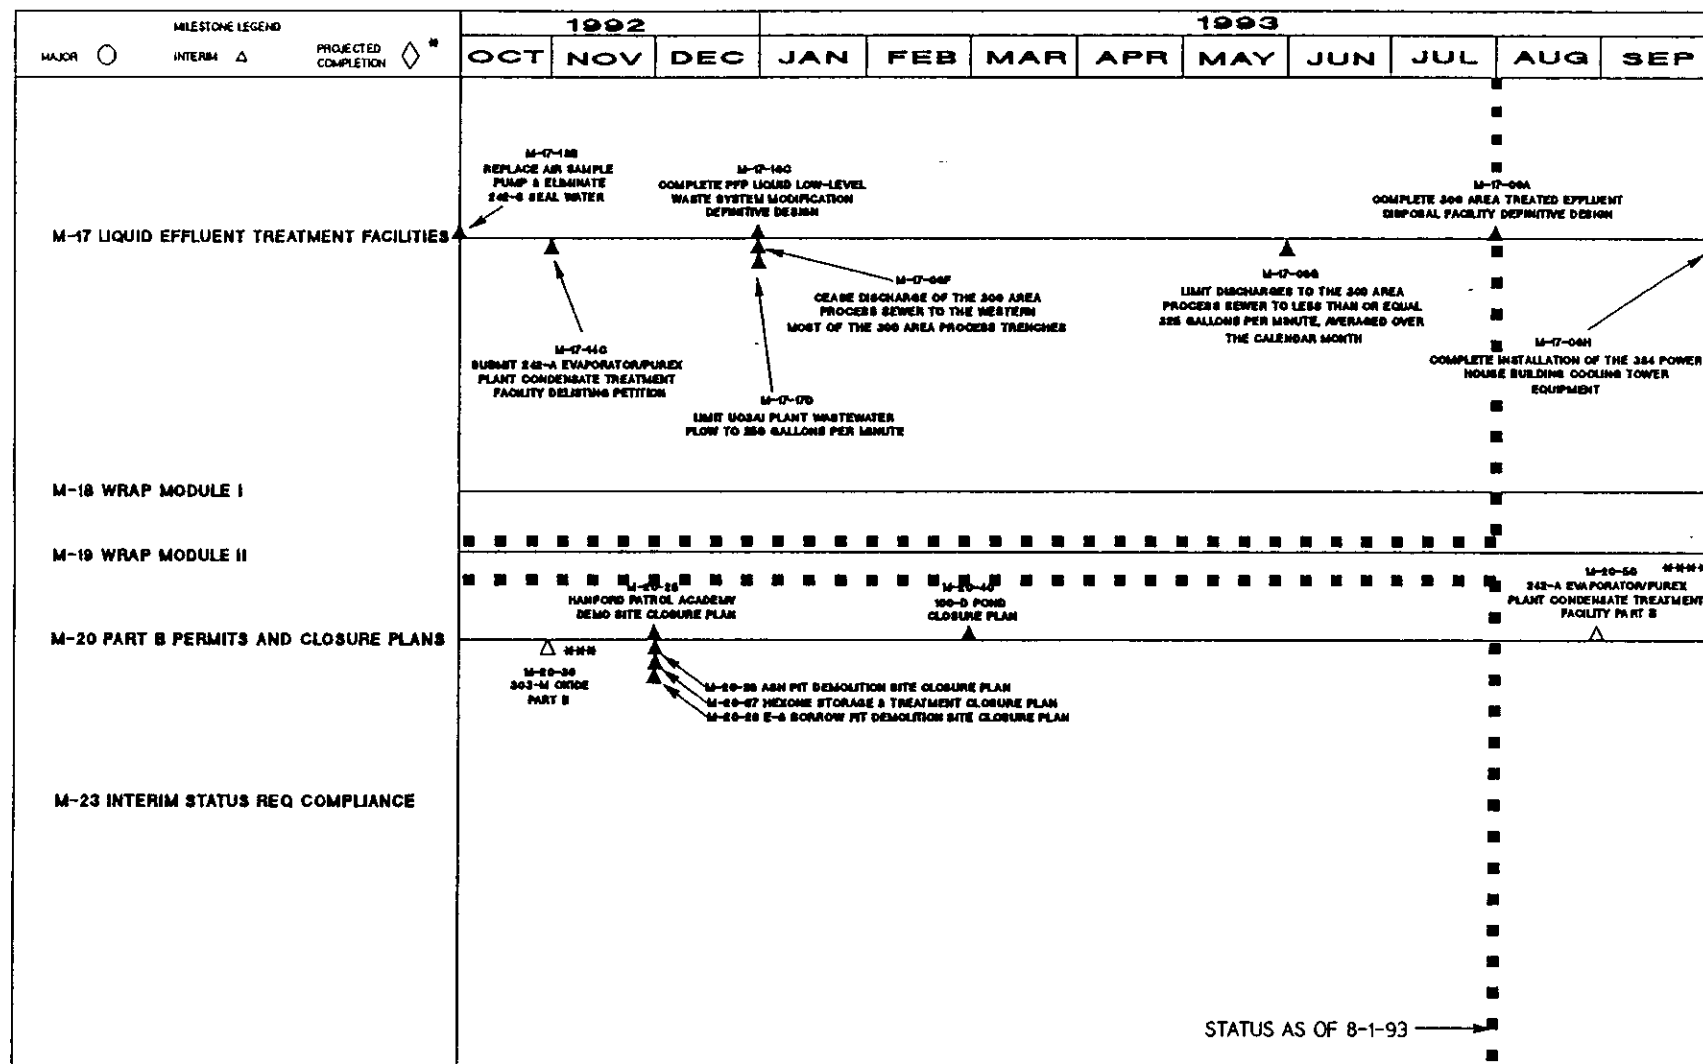 MILESTONE LEGEND
MAJOR
INTERIM
PROJECTED
COMPLETION
*
1992
1993
OCT NOV DEC JAN FEB MAR APR MAY JUN JUL AUG SEP
REPLACE AIR SAMPLE
PUMP & ELIMINATE
SEAL WATER
COMPLETE PFP LIQUID LOW-LEVEL
WASTE SYSTEM MODIFICATION
DEFINITIVE DESIGN
COMPLETE 300 AREA TREATED EFFLUENT
DISPOSAL FACILITY DEFINITIVE DESIGN
M-17 LIQUID EFFLUENT TREATMENT FACILITIES
CEASE DISCHARGE OF THE 300 AREA
PROCESS SEWER TO THE WESTERN
MOST OF THE 300 AREA PROCESS TRENCHES
LIMIT DISCHARGES TO THE 300 AREA
PROCESS SEWER TO LESS THAN OR EQUAL
GALLONS PER MINUTE, AVERAGED OVER
THE CALENDAR MONTH
M-17-06H
COMPLETE INSTALLATION OF THE 384 POWER
HOUSE BUILDING COOLING TOWER
EQUIPMENT
SUBMIT 242-A EVAPORATOR/PUREX
PLANT CONDENSATE TREATMENT
FACILITY DELISTING PETITION
M-17-17D
LIMIT PLANT WASTEWATER
FLOW TO GALLONS PER MINUTE
M-18 WRAP MODULE I
M-19 WRAP MODULE II
HANFORD PATROL ACADEMY
DEMO SITE CLOSURE PLAN
100-D POND
CLOSURE PLAN
****
242-A EVAPORATOR/PUREX
PLANT CONDENSATE TREATMENT
FACILITY PART B
M-20 PART B PERMITS AND CLOSURE PLANS
***
303-M OXIDE
PART B
ASH PIT DEMOLITION SITE CLOSURE PLAN
HEXONE STORAGE & TREATMENT CLOSURE PLAN
BORROW PIT DEMOLITION SITE CLOSURE PLAN
M-23 INTERIM STATUS REQ COMPLIANCE
STATUS AS OF 8-1-93